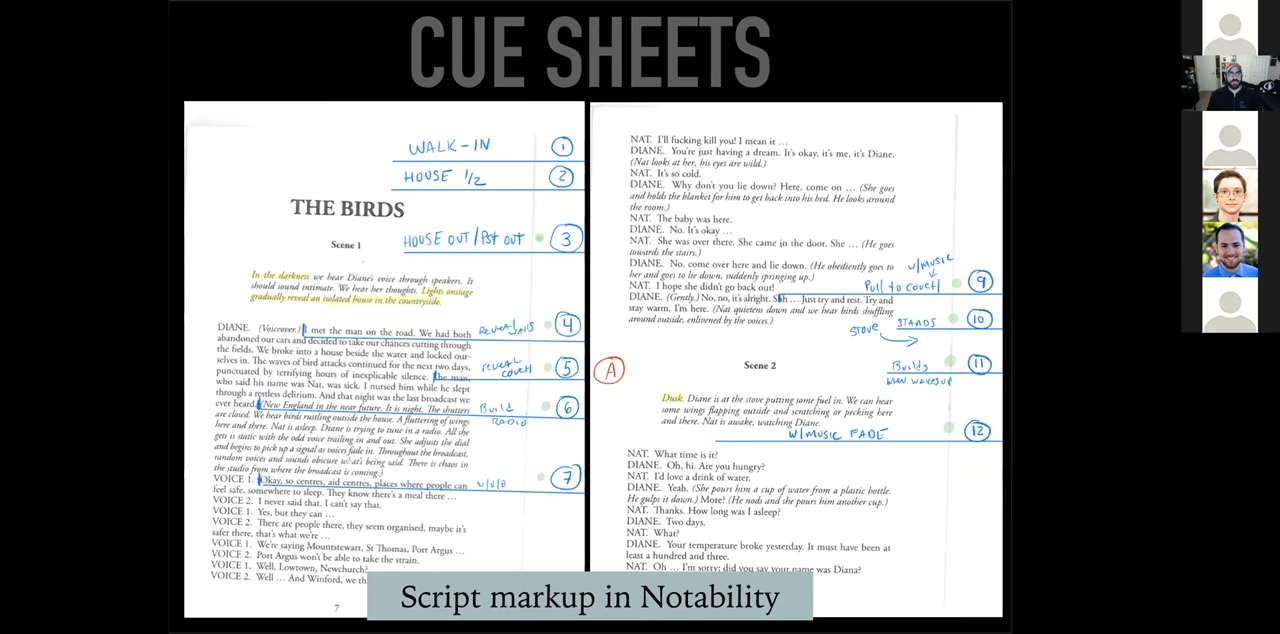 CUE SHEETS
WALK-IN 1
HOUSE 1/2 2
THE BIRDS
Scene 1
HOUSE OUT/PST OUT 3
In the darkness we hear Diane's voice through speakers. It
should sound intimate. We hear her thoughts. Lights onstage
gradually reveal an isolated house in the countryside.
DIANE. (Voiceover.) I met the man on the road. We had both
REVEAL 4
abandoned our cars and decided to take our chances cutting through
the fields. We broke into a house beside the water and locked our-
selves in. The waves of bird attacks continued for the next two days,
punctuated by terrifying hours of inexplicable silence. The man,
REVEAL COUCH 5
who said his name was Nat, was sick. I nursed him while he slept
through a restless delirium. And that night was the last broadcast we
ever heard. (New England in the near future. It is night. The shutters
BUILD RADIO 6
are closed. We hear birds rustling outside the house. A fluttering of wings
here and there. Nat is asleep. Diane is trying to tune in a radio. All she
gets is static with the odd voice trailing in and out. She adjusts the dial
and begins to pick up a signal as voices fade in. Throughout the broadcast,
random voices and sounds obscure what's being said. There is chaos in
the studio from where the broadcast is coming.)
VOICE 1. Okay, so centres, aid centres, places where people can
w/v/o 7
feel safe, somewhere to sleep. They know there's a meal there …
VOICE 2. I never said that. I can't say that.
VOICE 1. Yes, but they can …
VOICE 2. There are people there, they seem organised, maybe it's
safer there, that's what we're …
VOICE 1. We're saying Mountstewart, St Thomas, Port Argus …
VOICE 2. Port Argus won't be able to take the strain.
VOICE 1. Well, Lowtown, Newchurch?
VOICE 2. Well … And Winford, we th
7
NAT. I'll fucking kill you! I mean it …
DIANE. You're just having a dream. It's okay, it's me, it's Diane.
(Nat looks at her, his eyes are wild.)
NAT. It's so cold.
DIANE. Why don't you lie down? Here, come on … (She goes
and holds the blanket for him to get back into his bed. He looks around
the room.)
NAT. The baby was here.
DIANE. No. It's okay …
NAT. She was over there. She came in the door. She … (He goes
towards the stairs.)
DIANE. No, come over here and lie down. (He obediently goes to
her and goes to lie down, suddenly springing up.)
w/MUSIC
NAT. I hope she didn't go back out!
Pull to COUCH 9
DIANE. (Gently.) No, no, it's alright. Shh … Just try and rest. Try and
stay warm. I'm here. (Nat quietens down and we hear birds shuffling
around outside, enlivened by the voices.)
STOVE STANDS 10
A
Scene 2
Builds 11
WHEN WAKES UP
Dusk. Diane is at the stove putting some fuel in. We can hear
some wings flapping outside and scratching or pecking here
and there. Nat is awake, watching Diane.
W/MUSIC FADE 12
NAT. What time is it?
DIANE. Oh, hi. Are you hungry?
NAT. I'd love a drink of water.
DIANE. Yeah. (She pours him a cup of water from a plastic bottle.
He gulps it down.) More? (He nods and she pours him another cup.)
NAT. Thanks. How long was I asleep?
DIANE. Two days.
NAT. What?
DIANE. Your temperature broke yesterday. It must have been at
least a hundred and three.
NAT. Oh … I'm sorry; did you say your name was Diana?
Script markup in Notability